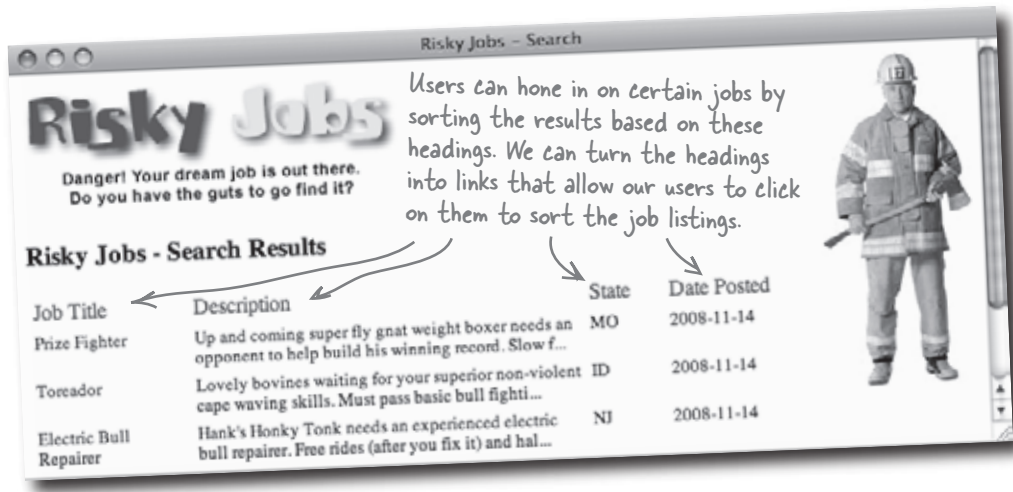 Risky Jobs - Search
Risky Jobs
Danger! Your dream job is out there.
Do you have the guts to go find it?
Users can hone in on certain jobs by
sorting the results based on these
headings. We can turn the headings
into links that allow our users to click
on them to sort the job listings.
Risky Jobs - Search Results
Job Title Description State Date Posted
Prize Fighter Up and coming super fly gnat weight boxer needs an MO 2008-11-14
opponent to help build his winning record. Slow f...
Toreador Lovely bovines waiting for your superior non-violent ID 2008-11-14
cape waving skills. Must pass basic bull fighti...
Electric Bull Hank's Honky Tonk needs an experienced electric NJ 2008-11-14
Repairer bull repairer. Free rides (after you fix it) and hal...